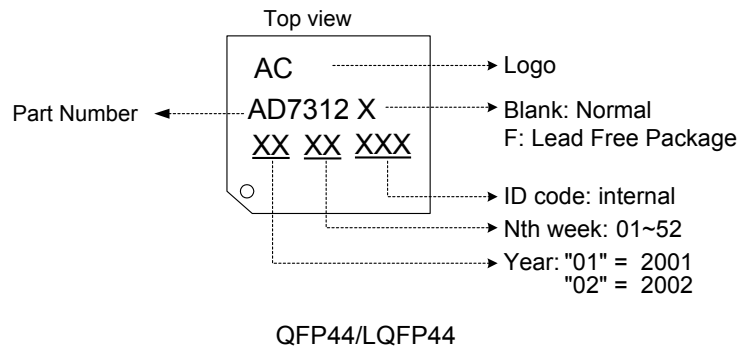 Top view
AC
Logo
Part Number
AD7312 X
Blank: Normal
F: Lead Free Package
XX XX XXX
ID code: internal
Nth week: 01~52
Year: "01" = 2001
"02" = 2002
QFP44/LQFP44